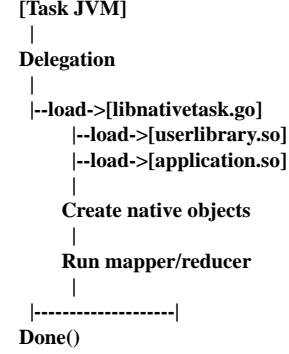 [Task JVM]
|
Delegation
|
|--load->[libnativetask.go]
|--load->[userlibrary.so]
|--load->[application.so]
|
Create native objects
|
Run mapper/reducer
|
|--------------------|
Done()